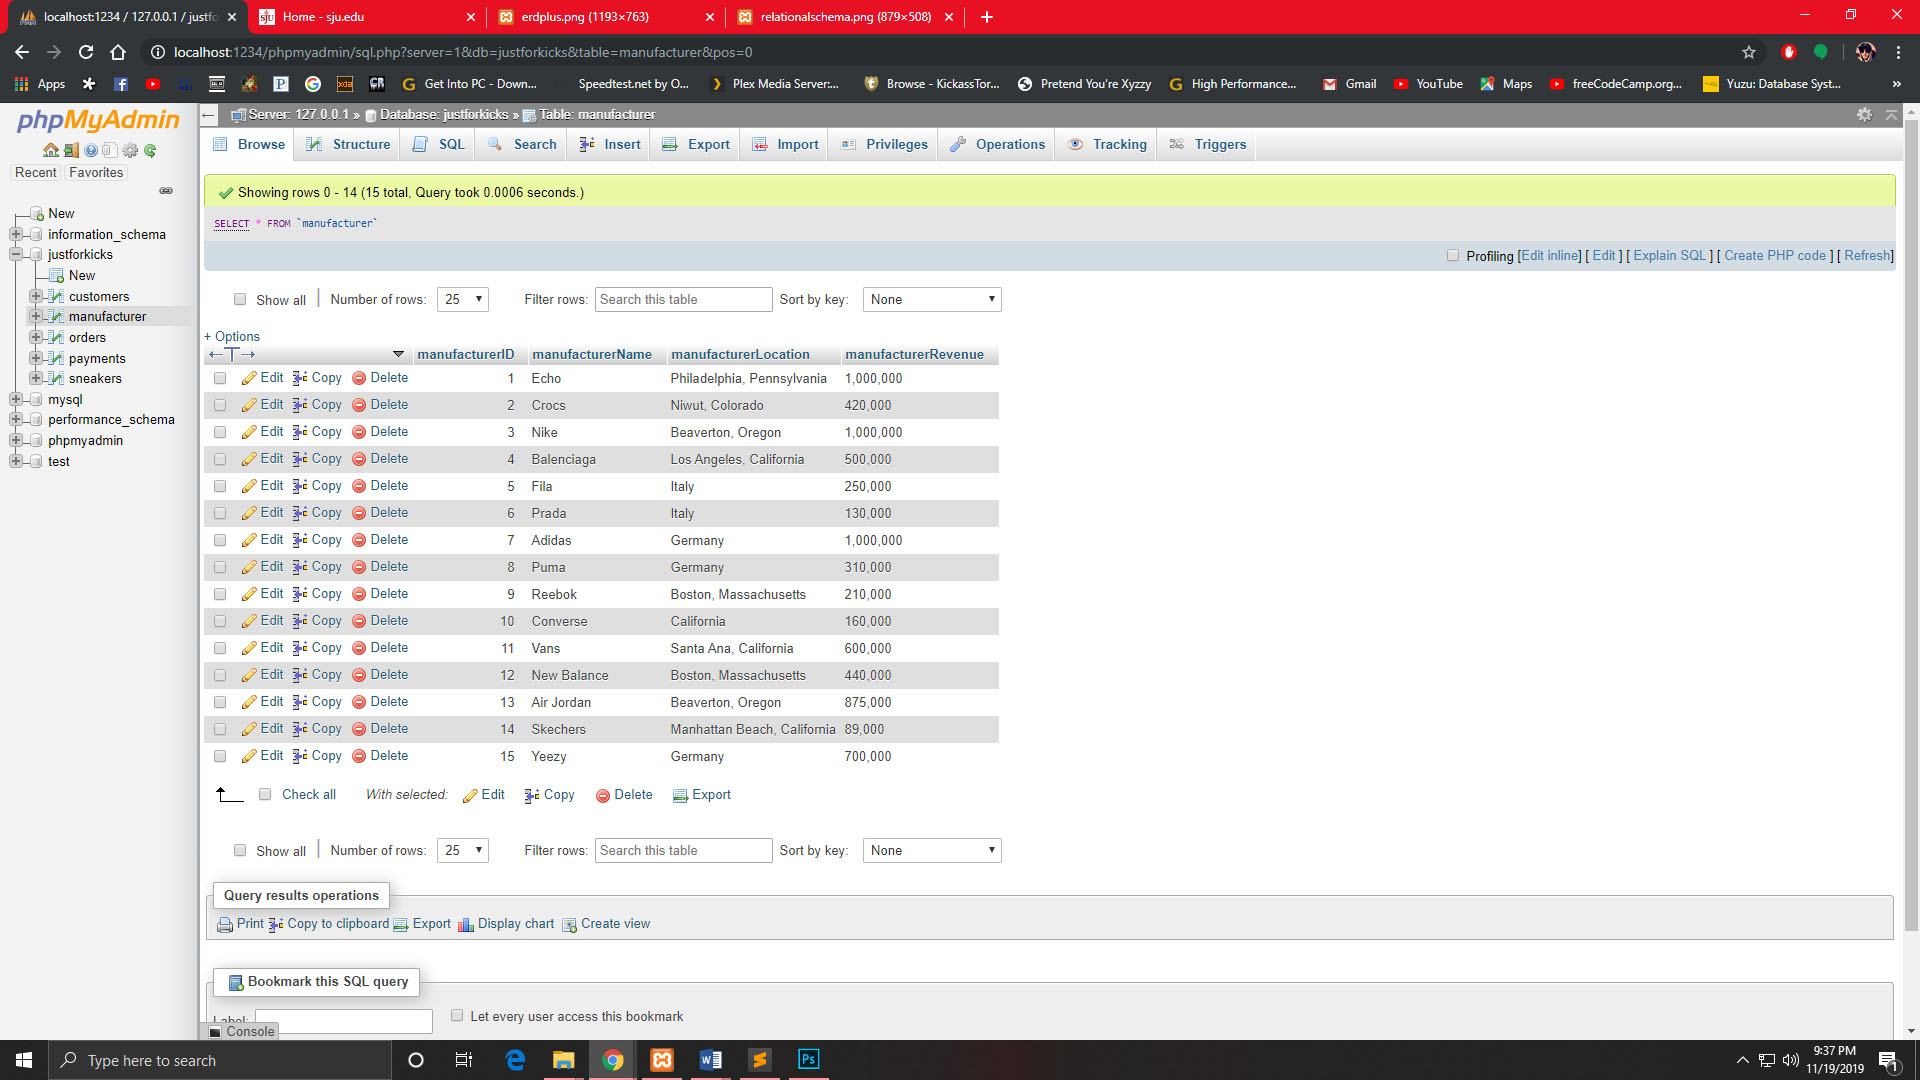 localhost:1234 / 127.0.0.1 / justfo
Home - sju.edu
erdplus.png (1193×763)
relationalschema.png (879×508)
localhost:1234/phpmyadmin/sql.php?server=1&db=justforkicks&table=manufacturer&pos=0
Apps Get Into PC - Down... Speedtest.net by O... Plex Media Server:... Browse - KickassTor... Pretend You're Xyzzy High Performance... Gmail YouTube Maps freeCodeCamp.org... Yuzu: Database Syst... »
phpMyAdmin
Recent Favorites
New
information_schema
justforkicks
New
customers
manufacturer
orders
payments
sneakers
mysql
performance_schema
phpmyadmin
test
Server: 127.0.0.1 » Database: justforkicks » Table: manufacturer
Browse Structure SQL Search Insert Export Import Privileges Operations Tracking Triggers
Showing rows 0 - 14 (15 total, Query took 0.0006 seconds.)
SELECT * FROM `manufacturer`
Profiling [Edit inline] [ Edit ] [ Explain SQL ] [ Create PHP code ] [ Refresh]
Show all Number of rows: 25 Filter rows: Search this table Sort by key: None
+ Options
←T→ manufacturerID manufacturerName manufacturerLocation manufacturerRevenue
Edit Copy Delete 1 Echo Philadelphia, Pennsylvania 1,000,000
Edit Copy Delete 2 Crocs Niwut, Colorado 420,000
Edit Copy Delete 3 Nike Beaverton, Oregon 1,000,000
Edit Copy Delete 4 Balenciaga Los Angeles, California 500,000
Edit Copy Delete 5 Fila Italy 250,000
Edit Copy Delete 6 Prada Italy 130,000
Edit Copy Delete 7 Adidas Germany 1,000,000
Edit Copy Delete 8 Puma Germany 310,000
Edit Copy Delete 9 Reebok Boston, Massachusetts 210,000
Edit Copy Delete 10 Converse California 160,000
Edit Copy Delete 11 Vans Santa Ana, California 600,000
Edit Copy Delete 12 New Balance Boston, Massachusetts 440,000
Edit Copy Delete 13 Air Jordan Beaverton, Oregon 875,000
Edit Copy Delete 14 Skechers Manhattan Beach, California 89,000
Edit Copy Delete 15 Yeezy Germany 700,000
Check all With selected: Edit Copy Delete Export
Show all Number of rows: 25 Filter rows: Search this table Sort by key: None
Query results operations
Print Copy to clipboard Export Display chart Create view
Bookmark this SQL query
Label: Let every user access this bookmark
Console
Type here to search
9:37 PM
11/19/2019
1